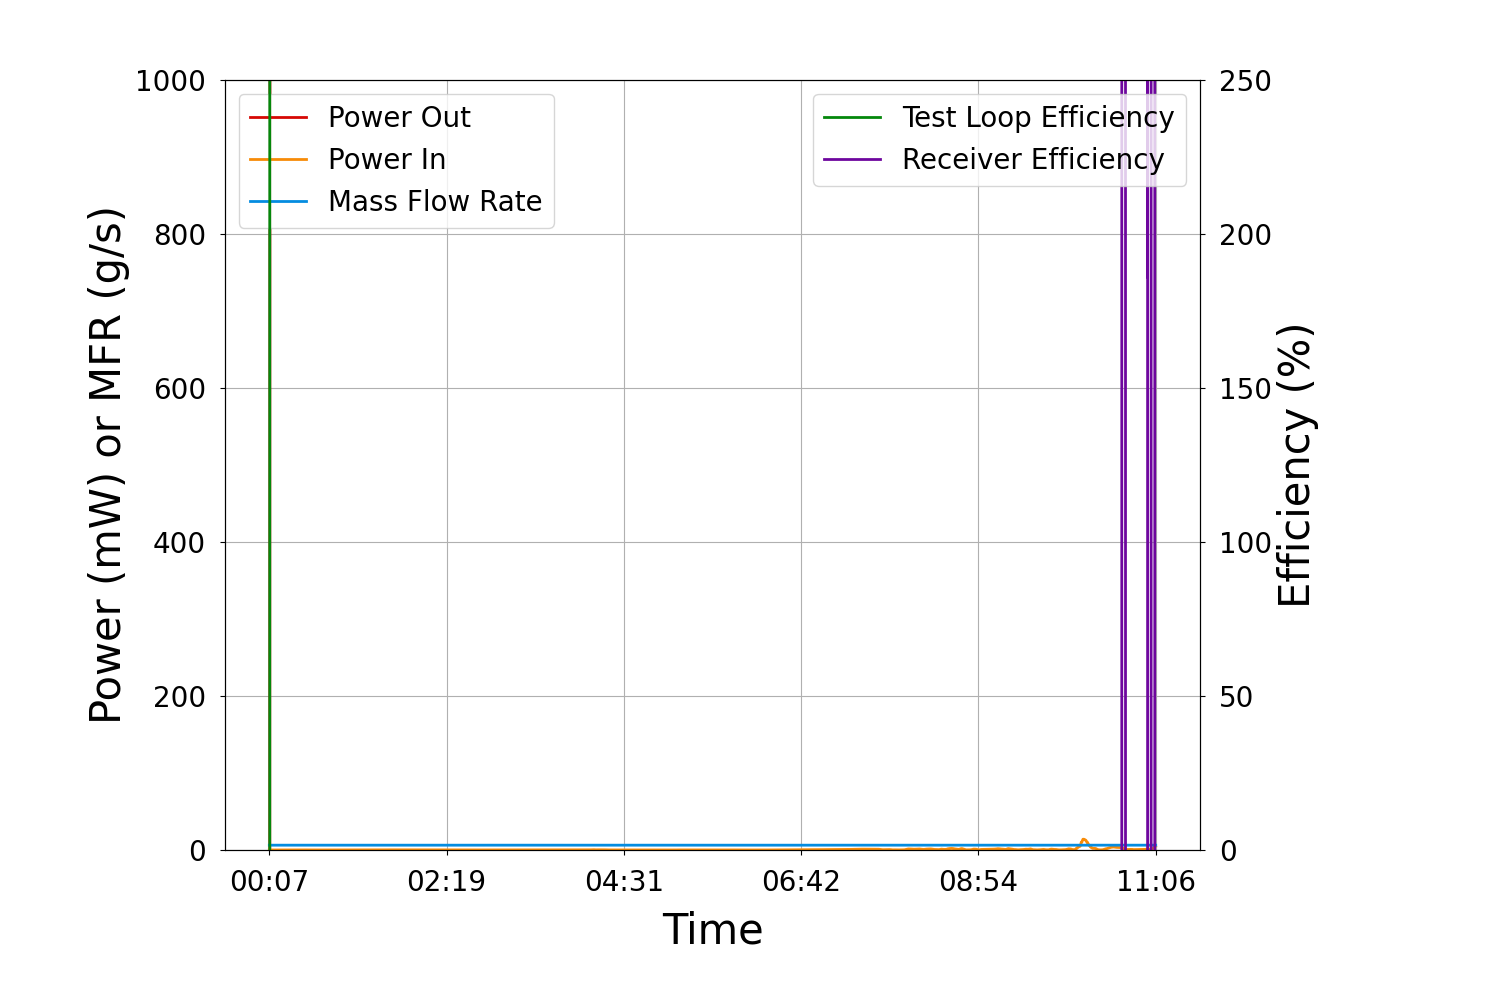 Power (mW) or MFR (g/s)
1000
800
600
400
200
0
Power Out
Power In
Mass Flow Rate
Test Loop Efficiency
Receiver Efficiency
250
200
150
100
50
0
Efficiency (%)
00:07 02:19 04:31 06:42 08:54 11:06
Time